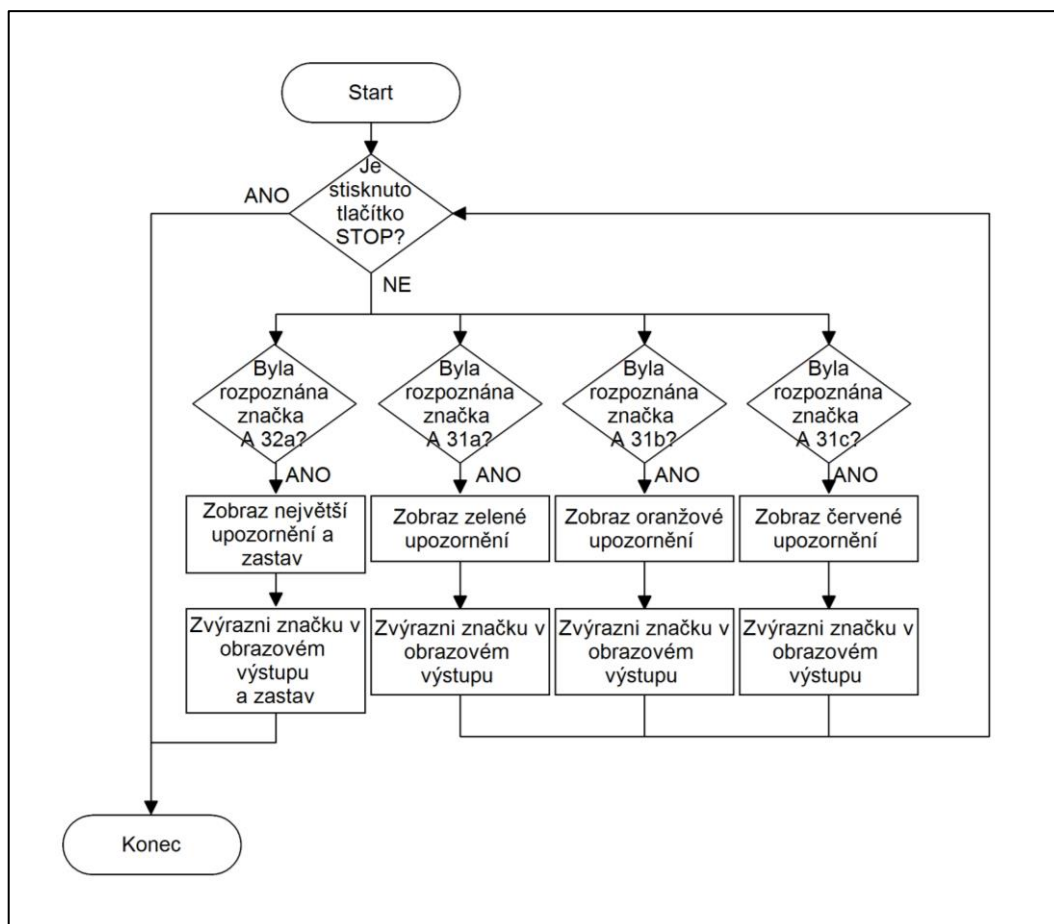 Start
Je
stisknuto
tlačítko
STOP?
ANO
NE
Byla
rozpoznána
značka
A 32a?
Byla
rozpoznána
značka
A 31a?
Byla
rozpoznána
značka
A 31b?
Byla
rozpoznána
značka
A 31c?
ANO
ANO
ANO
ANO
Zobraz největší
upozornění a
zastav
Zobraz zelené
upozornění
Zobraz oranžové
upozornění
Zobraz červené
upozornění
Zvýrazni značku v
obrazovém
výstupu
a zastav
Zvýrazni značku v
obrazovém
výstupu
Zvýrazni značku v
obrazovém
výstupu
Zvýrazni značku v
obrazovém
výstupu
Konec